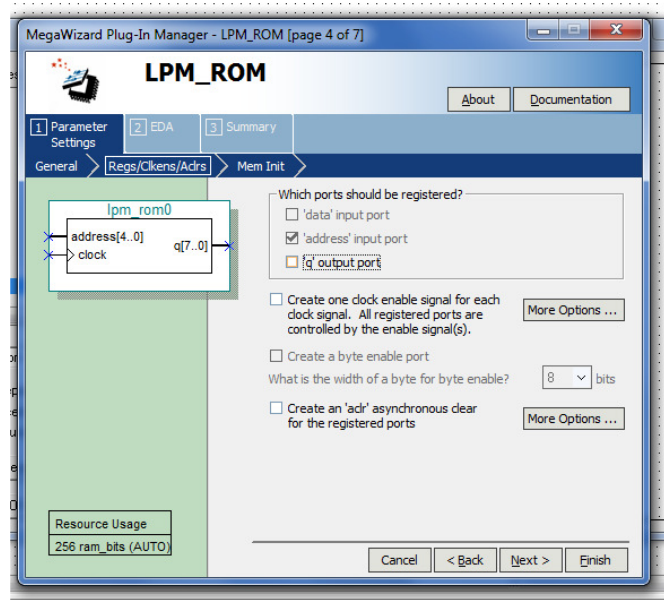 MegaWizard Plug-In Manager - LPM_ROM [page 4 of 7]
LPM_ROM
About
Documentation
1 Parameter Settings
2 EDA
3 Summary
General
Regs/Clkens/Aclrs
Mem Init
lpm_rom0
address[4..0]
q[7..0]
clock
Which ports should be registered?
'data' input port
'address' input port
'q' output port
Create one clock enable signal for each
clock signal. All registered ports are
controlled by the enable signal(s).
More Options ...
Create a byte enable port
What is the width of a byte for byte enable?
8
bits
Create an 'aclr' asynchronous clear
for the registered ports
More Options ...
Resource Usage
256 ram_bits (AUTO)
Cancel
< Back
Next >
Finish